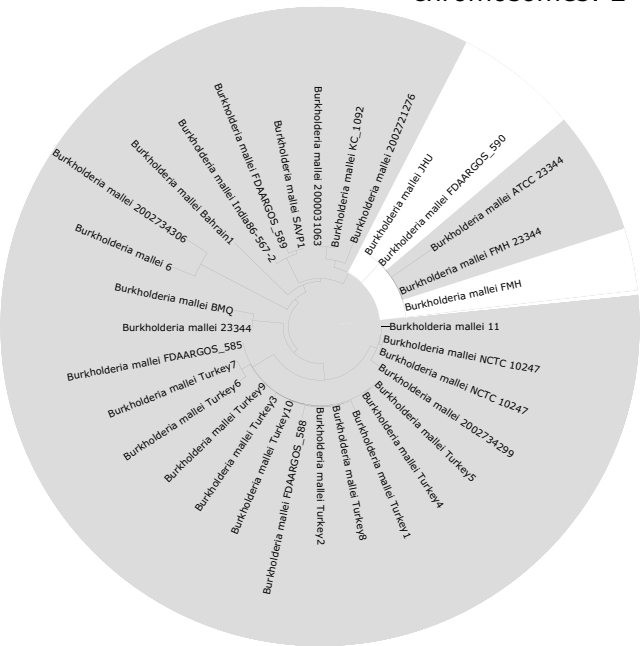 Burkholderia mallei 2002721276
Burkholderia mallei KC_1092
Burkholderia mallei 2000031063
Burkholderia mallei SAVP1
Burkholderia mallei FDAARGOS_589
Burkholderia mallei India86-567-2
Burkholderia mallei Bahrain1
Burkholderia mallei 2002734306
Burkholderia mallei 6
Burkholderia mallei BMQ
Burkholderia mallei 23344
Burkholderia mallei FDAARGOS_585
Burkholderia mallei Turkey7
Burkholderia mallei Turkey6
Burkholderia mallei Turkey9
Burkholderia mallei Turkey3
Burkholderia mallei Turkey10
Burkholderia mallei FDAARGOS_588
Burkholderia mallei Turkey2
Burkholderia mallei Turkey8
Burkholderia mallei Turkey1
Burkholderia mallei Turkey4
Burkholderia mallei Turkey5
Burkholderia mallei 2002734299
Burkholderia mallei NCTC 10247
Burkholderia mallei NCTC 10247
Burkholderia mallei 11
Burkholderia mallei FMH
Burkholderia mallei FMH 23344
Burkholderia mallei ATCC 23344
Burkholderia mallei FDAARGOS_590
Burkholderia mallei JHU